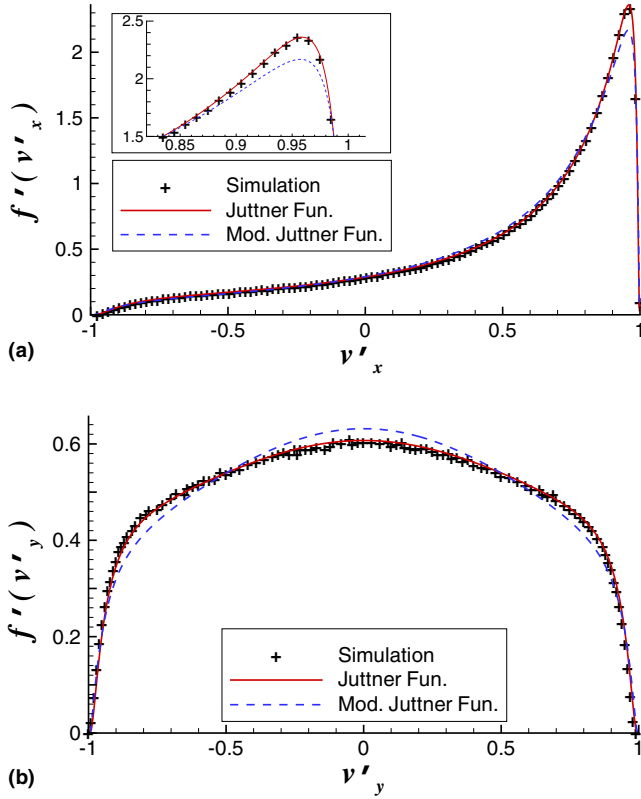 2.5
2
1.5
0.85
0.9
0.95
1
+ Simulation
Juttner Fun.
Mod. Juttner Fun.
2
1
0
f'(v'x)
-1
-0.5
0
0.5
1
(a)
v'x
0.6
0.4
0.2
0
f'(v'y)
+ Simulation
Juttner Fun.
Mod. Juttner Fun.
-1
-0.5
0
0.5
1
(b)
v'y